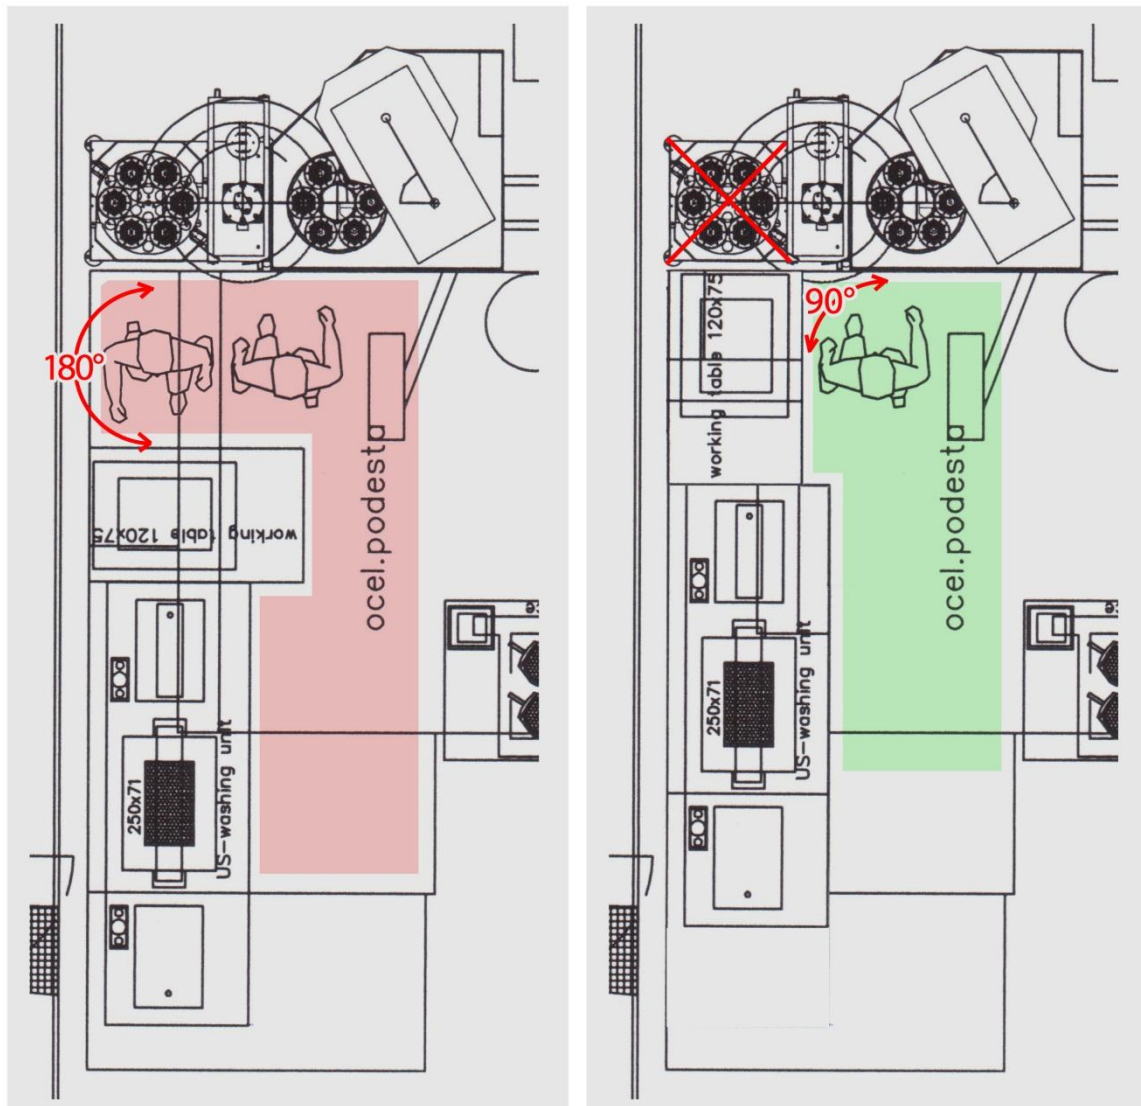 180°
working table 120x75
ocel.podesta
250x71
US-washing unit
90°
working table 120x75
ocel.podesta
250x71
US-washing unit